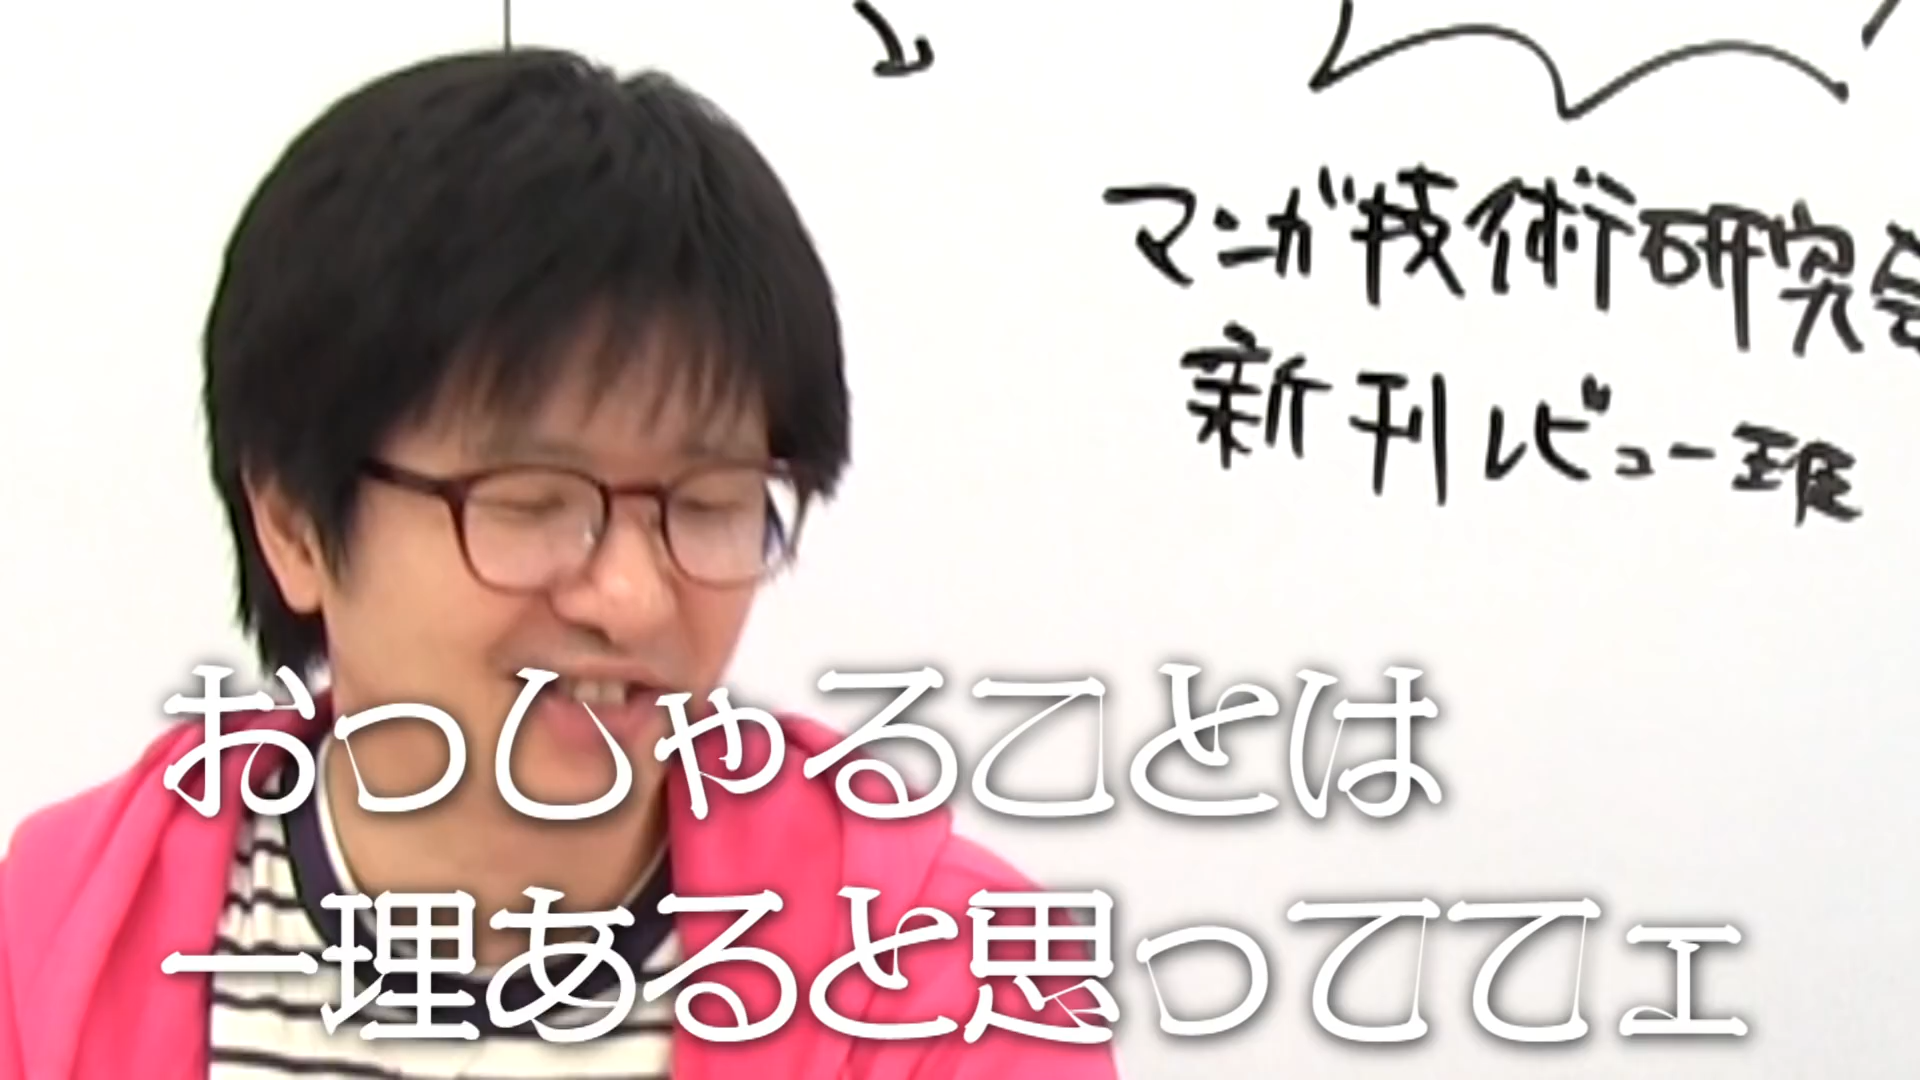 マンガ技術研究会
新刊レビュー班
おっしゃることは
一理あると思っててェ